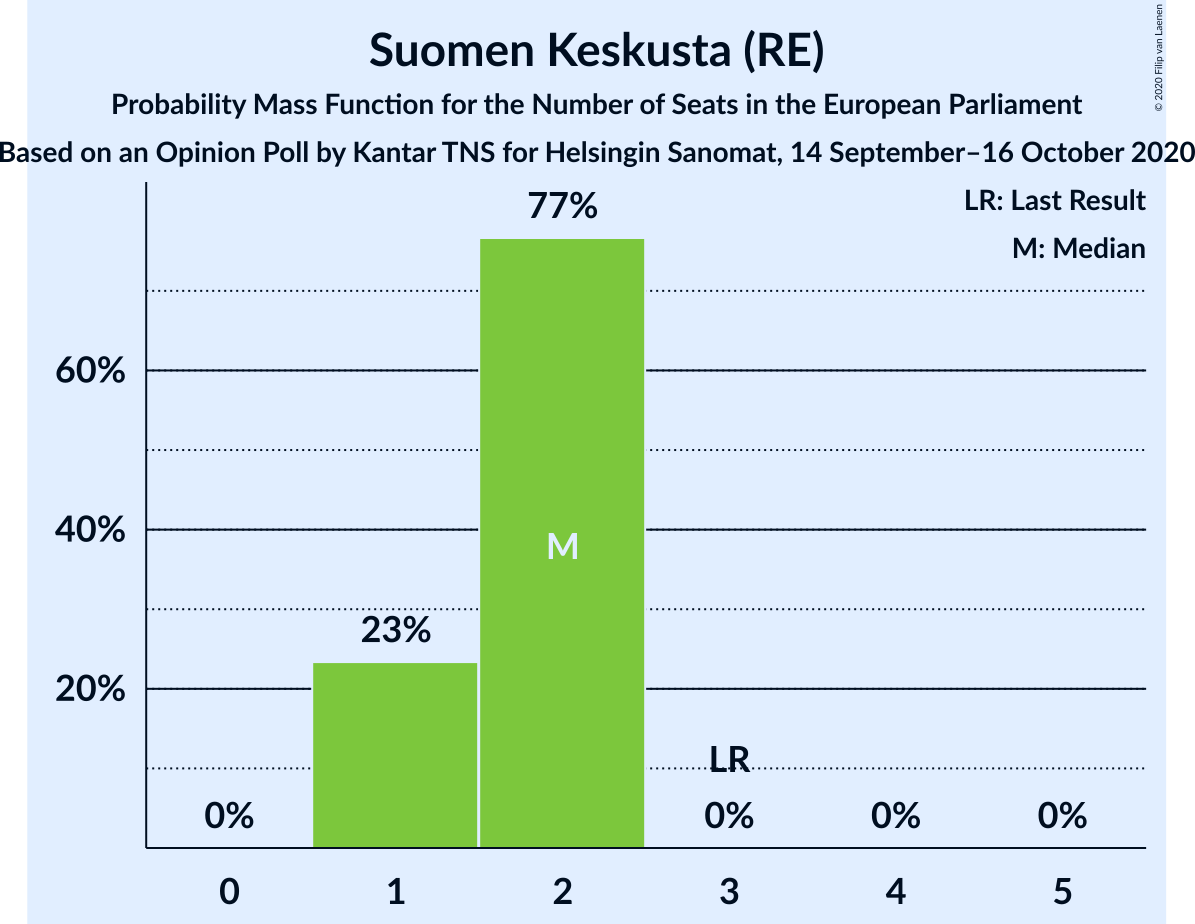 Suomen Keskusta (RE)
Probability Mass Function for the Number of Seats in the European Parliament
Based on an Opinion Poll by Kantar TNS for Helsingin Sanomat, 14 September–16 October 2020
© 2020 Filip van Laenen
LR: Last Result
M: Median
77%
60%
40%
M
23%
20%
LR
0%
0%
0%
0%
0 1 2 3 4 5